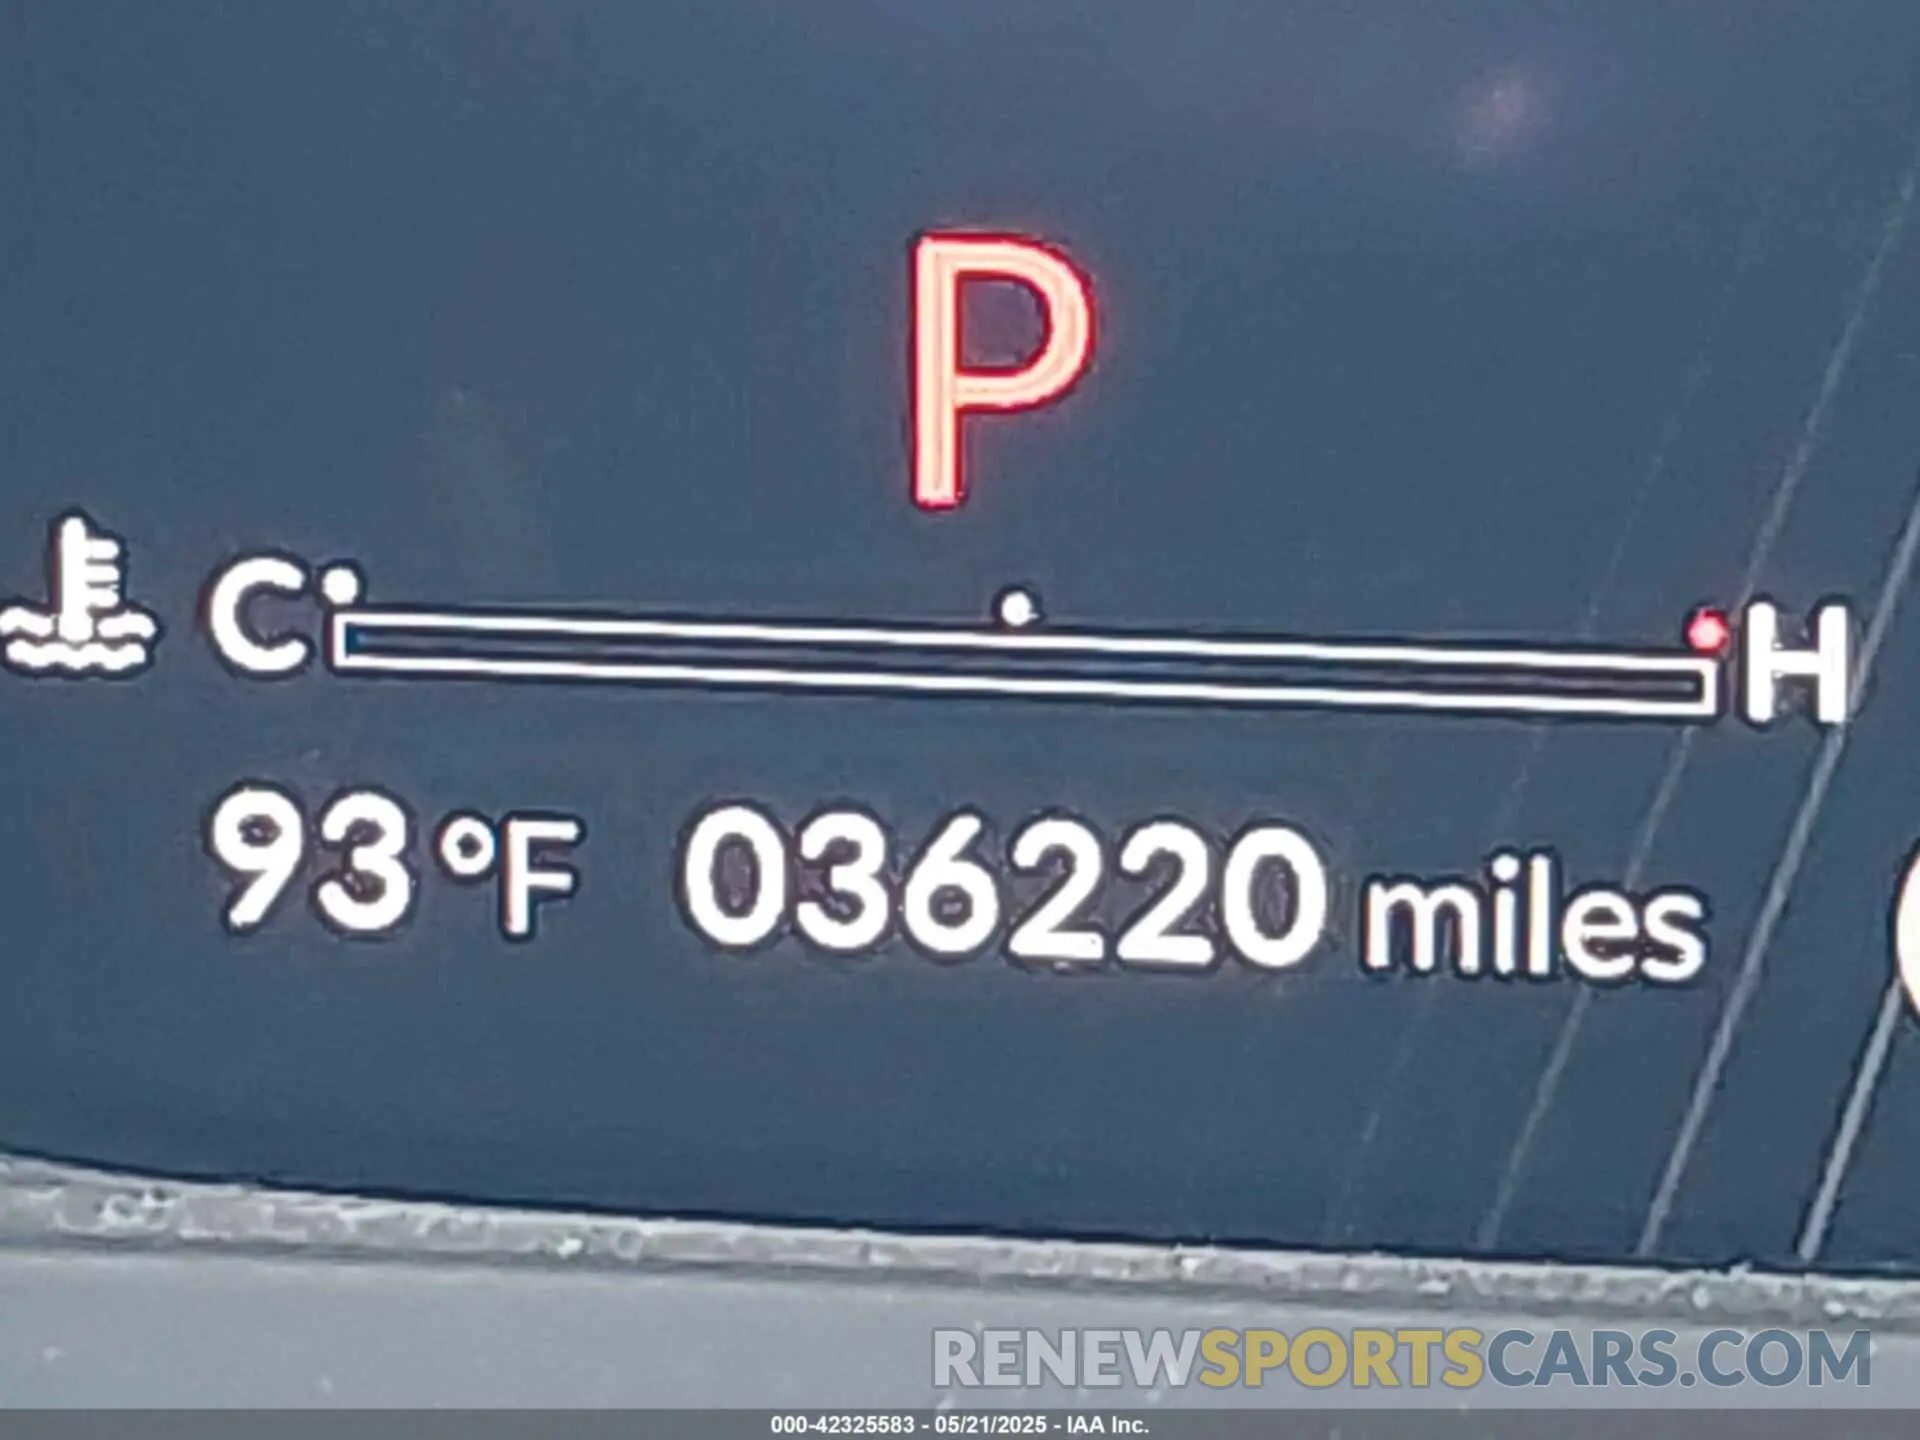 P
C H
93 °F 036220 miles
RENEWSPORTSCARS.COM
000-42325583 - 05/21/2025 - IAA Inc.